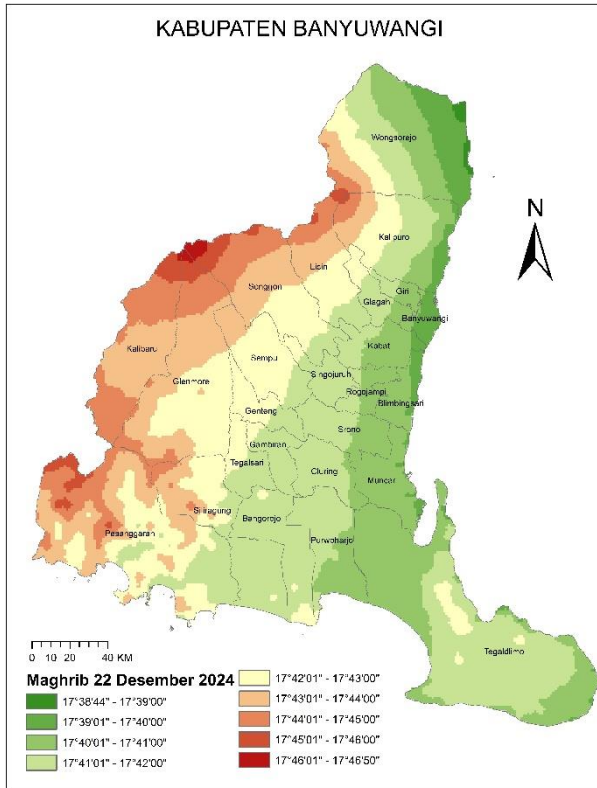 KABUPATEN BANYUWANGI
Wongsorejo
N
Kalipuro
Licin
Songgon
Giri
Glagah
Banyuwangi
Kabat
Kalibaru
Sempu
Singojuruh
Glenmore
Rogojampi
Blimbingsari
Genteng
Srono
Gambiran
Tegalsari
Cluring
Muncar
Siliragung
Bangorejo
Pesanggaran
Purwoharjo
Tegaldlimo
0 10 20 40 KM
Maghrib 22 Desember 2024
17°38'44" - 17°39'00"
17°39'01" - 17°40'00"
17°40'01" - 17°41'00"
17°41'01" - 17°42'00"
17°42'01" - 17°43'00"
17°43'01" - 17°44'00"
17°44'01" - 17°45'00"
17°45'01" - 17°46'00"
17°46'01" - 17°46'50"